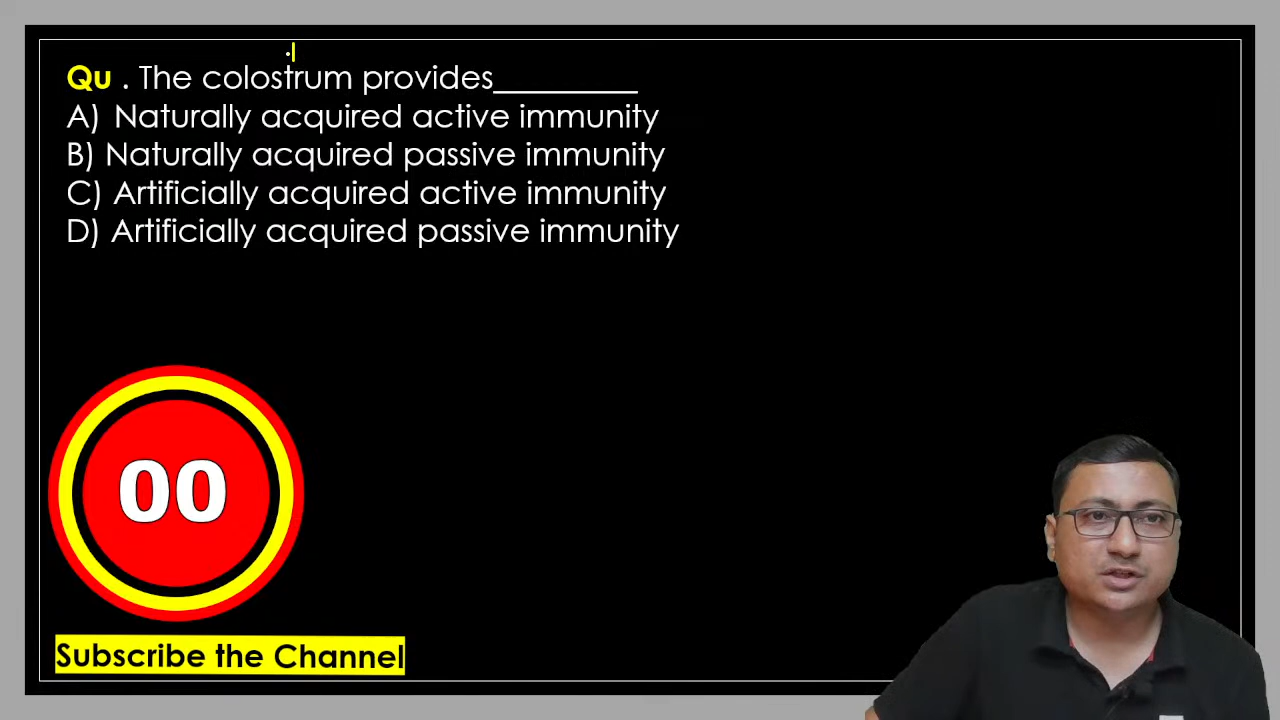 Qu . The colostrum provides_________
A) Naturally acquired active immunity
B) Naturally acquired passive immunity
C) Artificially acquired active immunity
D) Artificially acquired passive immunity
00
Subscribe the Channel